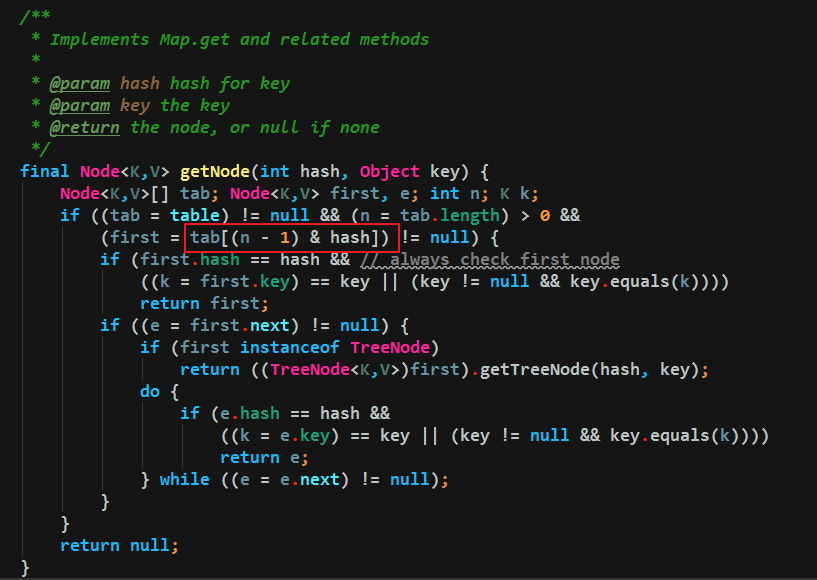 /**
 * Implements Map.get and related methods
 *
 * @param hash hash for key
 * @param key the key
 * @return the node, or null if none
 */
final Node<K,V> getNode(int hash, Object key) {
    Node<K,V>[] tab; Node<K,V> first, e; int n; K k;
    if ((tab = table) != null && (n = tab.length) > 0 &&
        (first = tab[(n - 1) & hash]) != null) {
        if (first.hash == hash && // always check first node
            ((k = first.key) == key || (key != null && key.equals(k))))
            return first;
        if ((e = first.next) != null) {
            if (first instanceof TreeNode)
                return ((TreeNode<K,V>)first).getTreeNode(hash, key);
            do {
                if (e.hash == hash &&
                    ((k = e.key) == key || (key != null && key.equals(k))))
                    return e;
            } while ((e = e.next) != null);
        }
    }
    return null;
}